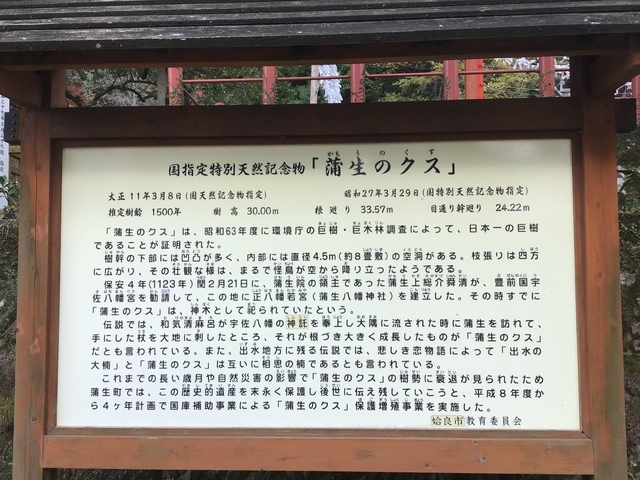 国指定特別天然記念物「蒲生のクス」
大正11年3月8日(国天然記念物指定) 昭和27年3月29日(国特別天然記念物指定)
推定樹齢 1500年 樹高 30.00m 根廻り 33.57m 目通り幹廻り 24.22m
「蒲生のクス」は、昭和63年度に環境庁の巨樹・巨木林調査によって、日本一の巨樹
であることが証明された。
樹幹の下部には凹凸が多く、内部には直径4.5m(約8畳敷)の空洞がある。枝張りは四方
に広がり、その壮観な様は、まるで怪鳥が空から降り立ったようである。
保安4年(1123年)閏2月21日に、蒲生院の領主であった蒲生上総介舜清が、豊前国宇
佐八幡宮を勧請して、この地に正八幡若宮(蒲生八幡神社)を建立した。その時すでに
「蒲生のクス」は、神木として祀られていたという。
伝説では、和気清麻呂が宇佐八幡の神託を奉上し大隅に流された時に蒲生を訪れて、
手にした杖を大地に刺したところ、それが根づき大きく成長したものが「蒲生のクス」
だとも言われている。また、出水地方に残る伝説では、悲しき恋物語によって「出水の
大楠」と「蒲生のクス」は互いに相思の楠であるとも言われている。
これまでの長い歳月や自然災害の影響で「蒲生のクス」の樹勢に衰退が見られたため
蒲生町では、この歴史的遺産を末永く保護し後世に伝え残していこうと、平成8年度か
ら4ヶ年計画で国庫補助事業による「蒲生のクス」保護増殖事業を実施した。
姶良市教育委員会